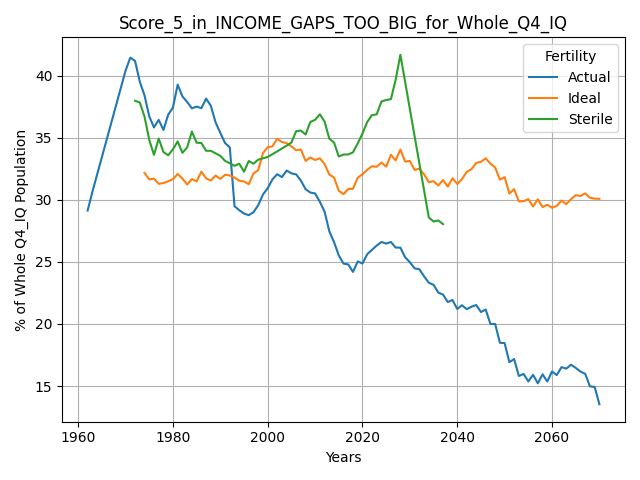 Score_5_in_INCOME_GAPS_TOO_BIG_for_Whole_Q4_IQ
Fertility
Actual
Ideal
Sterile
% of Whole Q4_IQ Population
40
35
30
25
20
15
1960
1980
2000
2020
2040
2060
Years